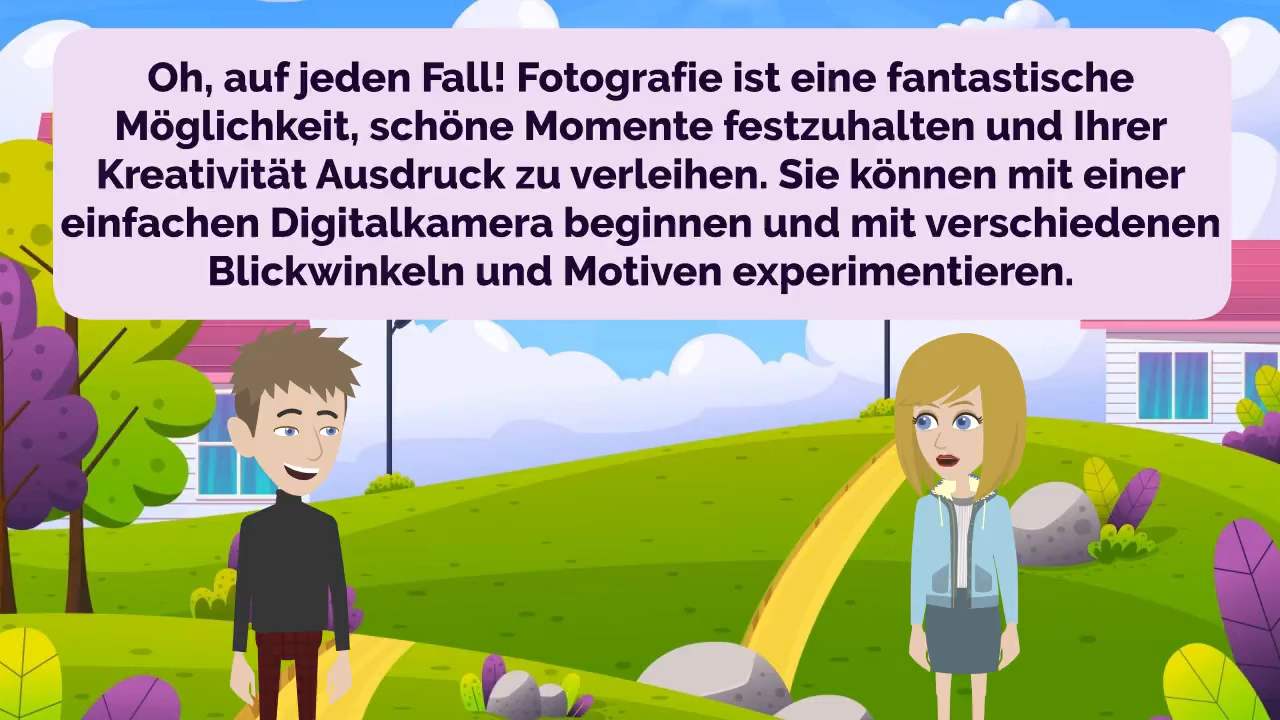 Oh, auf jeden Fall! Fotografie ist eine fantastische
Möglichkeit, schöne Momente festzuhalten und Ihrer
Kreativität Ausdruck zu verleihen. Sie können mit einer
einfachen Digitalkamera beginnen und mit verschiedenen
Blickwinkeln und Motiven experimentieren.